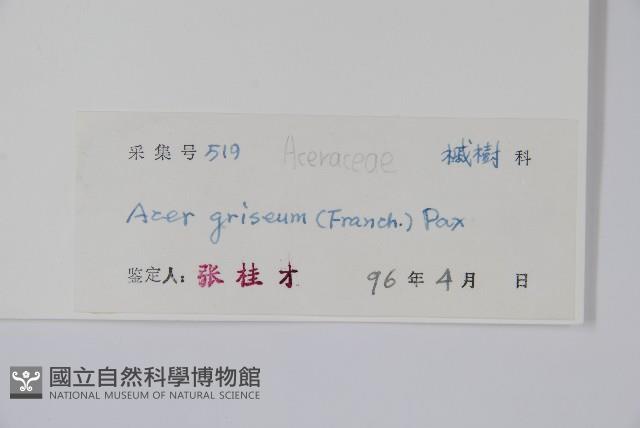 采集号 519 Aceraceae 槭樹 科
Acer griseum (Franch.) Pax
鉴定人: 张桂才 96 年 4 月 日
國立自然科學博物館
NATIONAL MUSEUM OF NATURAL SCIENCE